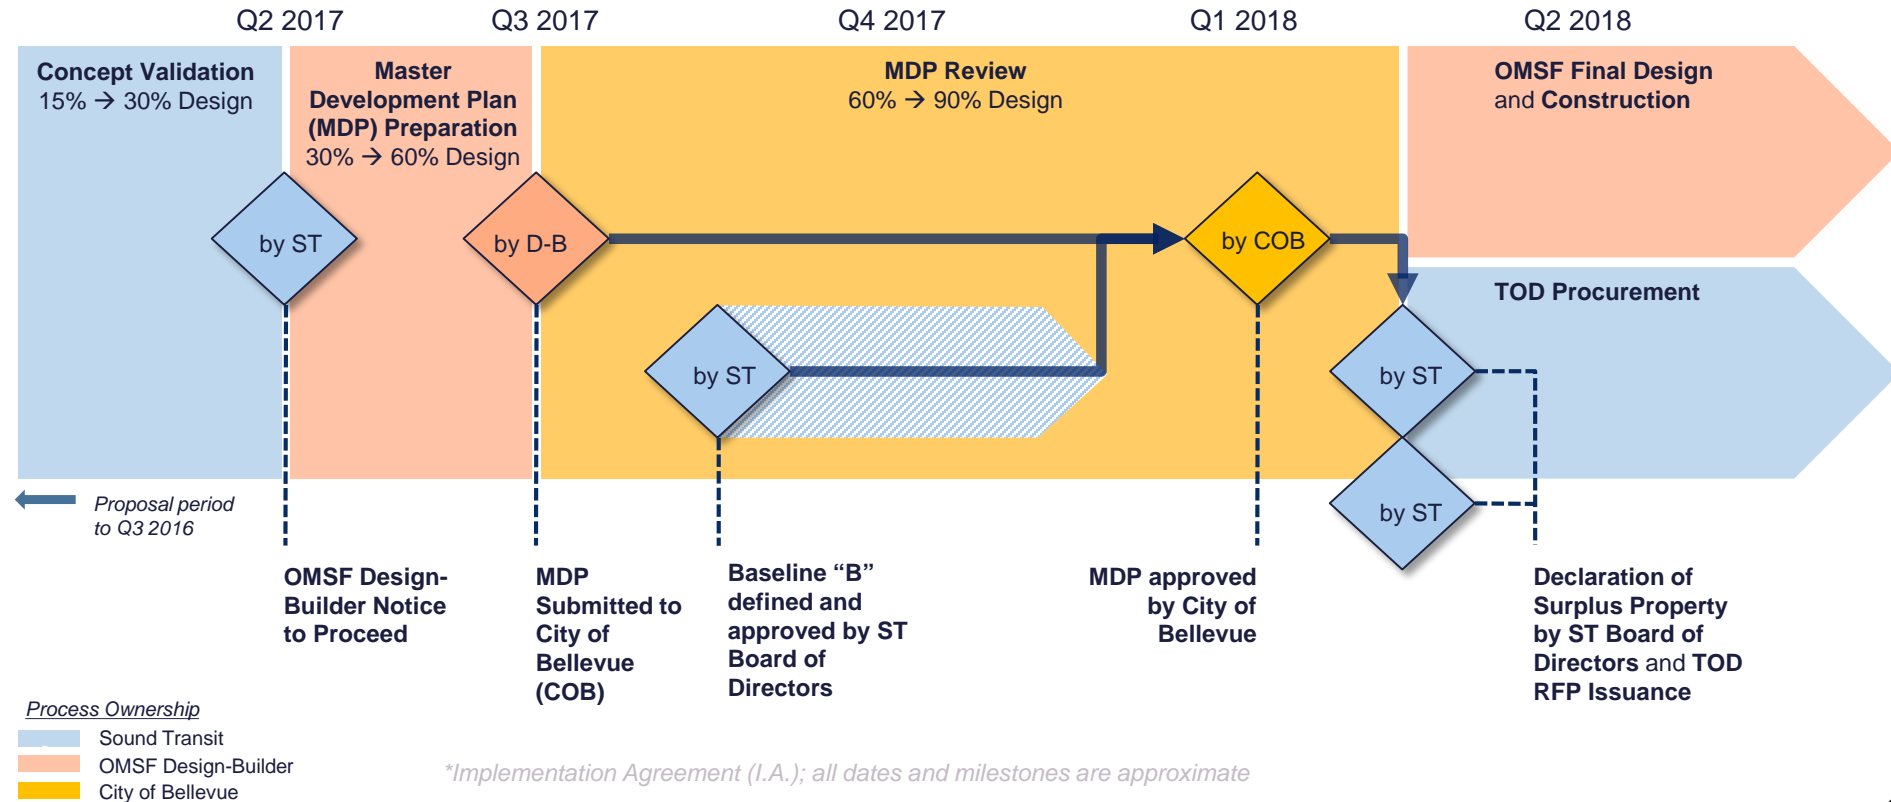 Q2 2017
Q3 2017
Q4 2017
Q1 2018
Q2 2018
Concept Validation
15% → 30% Design
Master
Development Plan
(MDP) Preparation
30% → 60% Design
MDP Review
60% → 90% Design
OMSF Final Design
and Construction
TOD Procurement
by ST
by D-B
by COB
by ST
by ST
by ST
Proposal period
to Q3 2016
OMSF Design-
Builder Notice
to Proceed
MDP
Submitted to
City of
Bellevue
(COB)
Baseline “B”
defined and
approved by ST
Board of
Directors
MDP approved
by City of
Bellevue
Declaration of
Surplus Property
by ST Board of
Directors and TOD
RFP Issuance
Process Ownership
Sound Transit
OMSF Design-Builder
City of Bellevue
*Implementation Agreement (I.A.); all dates and milestones are approximate